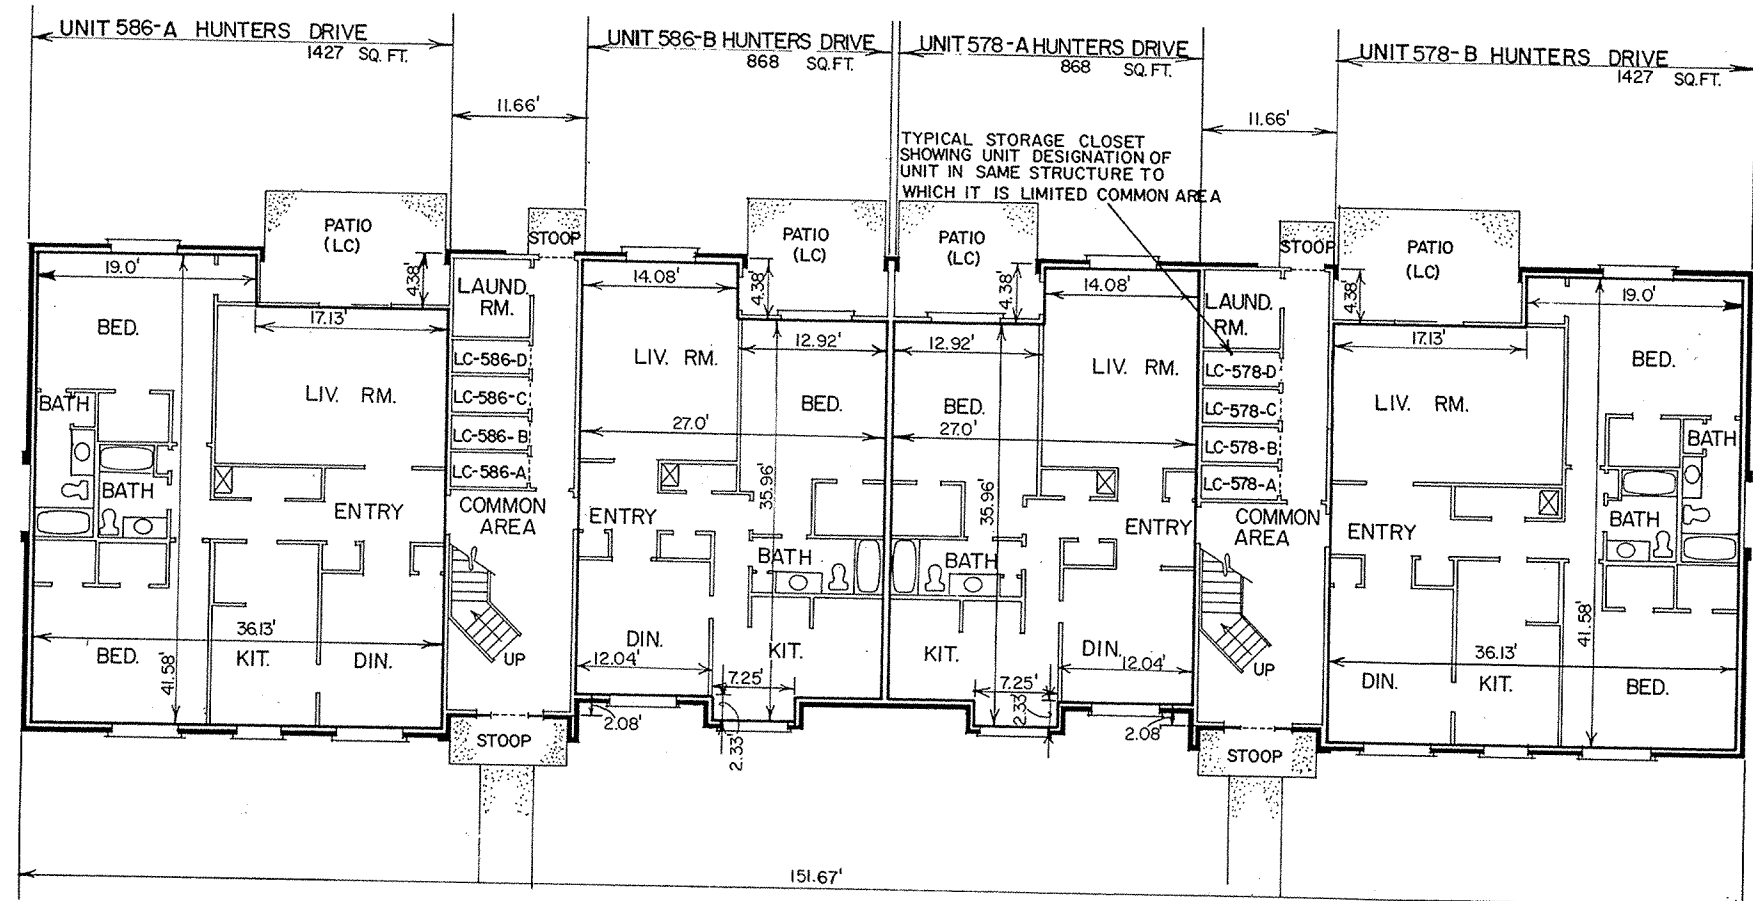 UNIT 586-A HUNTERS DRIVE
1427 SQ. FT.
UNIT 586-B HUNTERS DRIVE
868 SQ.FT.
UNIT 578-A HUNTERS DRIVE
868 SQ.FT.
UNIT 578-B HUNTERS DRIVE
1427 SQ.FT.
11.66'
11.66'
TYPICAL STORAGE CLOSET
SHOWING UNIT DESIGNATION OF
UNIT IN SAME STRUCTURE TO
WHICH IT IS LIMITED COMMON AREA
PATIO
(LC)
STOOP
PATIO
(LC)
PATIO
(LC)
STOOP
PATIO
(LC)
19.0'
4.38'
LAUND.
RM.
14.08'
4.38'
4.38'
14.08'
LAUND.
RM.
4.38'
19.0'
BED.
17.13'
LIV. RM.
12.92'
12.92'
LIV. RM.
17.13'
BED.
LC-586-D
LC-586-C
LC-586-B
LC-586-A
LC-578-D
LC-578-C
LC-578-B
LC-578-A
BATH
LIV. RM.
BED.
BED.
LIV. RM.
BATH
27.0'
27.0'
BATH
ENTRY
COMMON
AREA
ENTRY
35.96'
35.96'
ENTRY
COMMON
AREA
ENTRY
BATH
BATH
BATH
36.13'
BED.
41.58'
KIT.
DIN.
UP
DIN.
12.04'
KIT.
KIT.
DIN.
12.04'
UP
36.13'
DIN.
KIT.
41.58'
BED.
7.25'
7.25'
2.08'
2.33'
2.33'
2.08'
STOOP
STOOP
151.67'